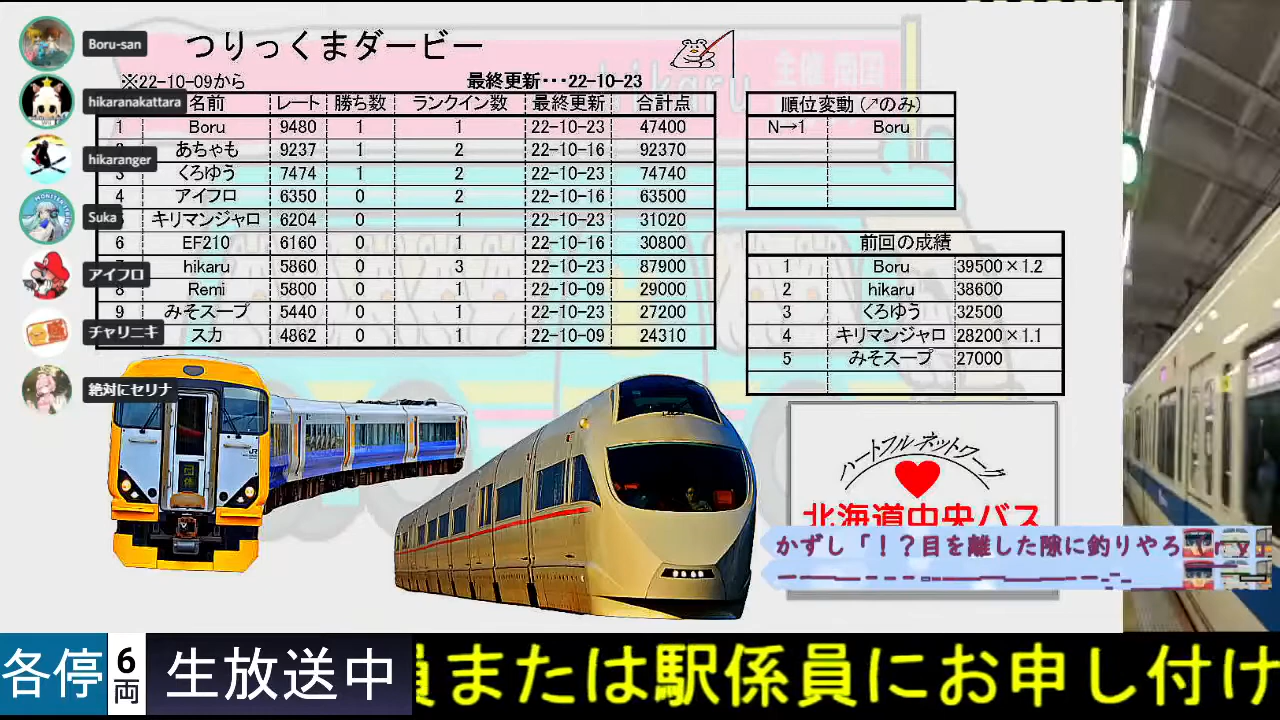 つりっくまダービー
※22-10-09から
最終更新･･･22-10-23
名前 レート 勝ち数 ランクイン数 最終更新 合計点
1 Boru 9480 1 1 22-10-23 47400
2 あちゃも 9237 1 2 22-10-16 92370
3 くろゆう 7474 1 2 22-10-23 74740
4 アイフロ 6350 0 2 22-10-16 63500
キリマンジャロ 6204 0 1 22-10-23 31020
6 EF210 6160 0 1 22-10-16 30800
hikaru 5860 0 3 22-10-23 87900
8 Remi 5800 0 1 22-10-09 29000
9 みそスープ 5440 0 1 22-10-23 27200
スカ 4862 0 1 22-10-09 24310
順位変動(↗のみ)
N→1 Boru
前回の成績
1 Boru 39500×1.2
2 hikaru 38600
3 くろゆう 32500
4 キリマンジャロ 28200×1.1
5 みそスープ 27000
Boru-san
hikaranakattara
hikaranger
Suka
アイフロ
チャリニキ
絶対にセリナ
主催 南国
hikaru
ハートフルネットワーク
北海道中央バス
かずし「！？目を離した隙に釣りやろ
各停
6両
生放送中
員または駅係員にお申し付け